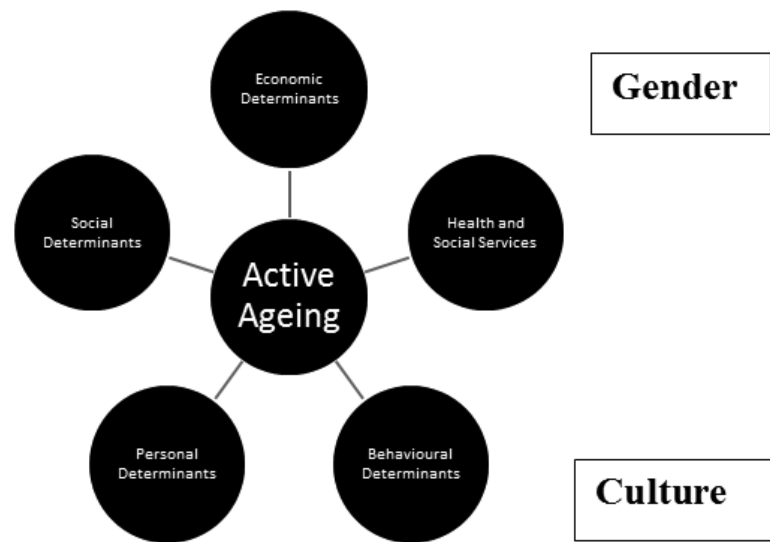 Economic
Determinants
Gender
Social
Determinants
Health and
Social Services
Active
Ageing
Personal
Determinants
Behavioural
Determinants
Culture